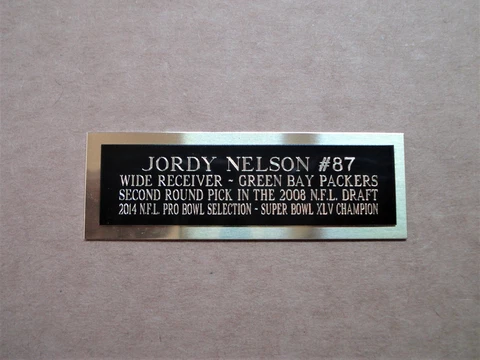 JORDY NELSON #87
WIDE RECEIVER - GREEN BAY PACKERS
SECOND ROUND PICK IN THE 2008 N.F.L. DRAFT
2014 N.F.L. PRO BOWL SELECTION - SUPER BOWL XLV CHAMPION